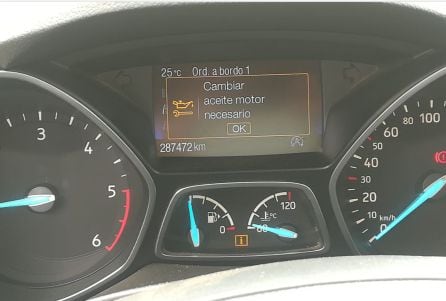 25°C Ord. a bordo 1
Cambiar
aceite motor
necesario
OK
287472 km
3
4
5
6
0
120
°C
60
i
100
80
60
50
40
30
20
10
0
km/h